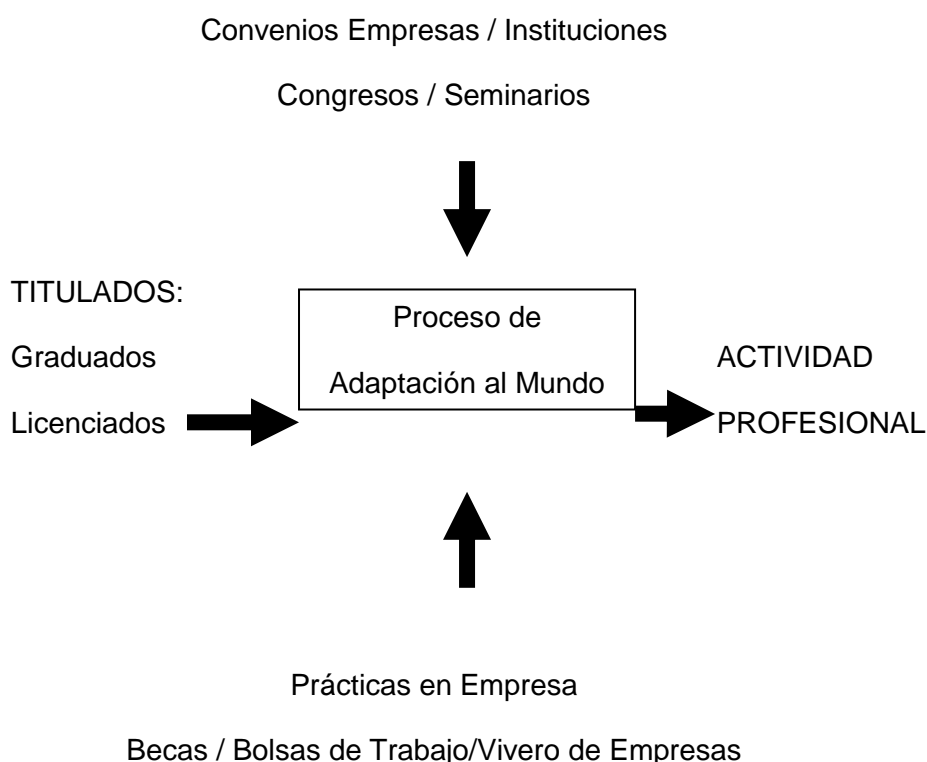 Convenios Empresas / Instituciones
Congresos / Seminarios
TITULADOS:
Graduados
Licenciados
Proceso de
Adaptación al Mundo
ACTIVIDAD
PROFESIONAL
Prácticas en Empresa
Becas / Bolsas de Trabajo/Vivero de Empresas